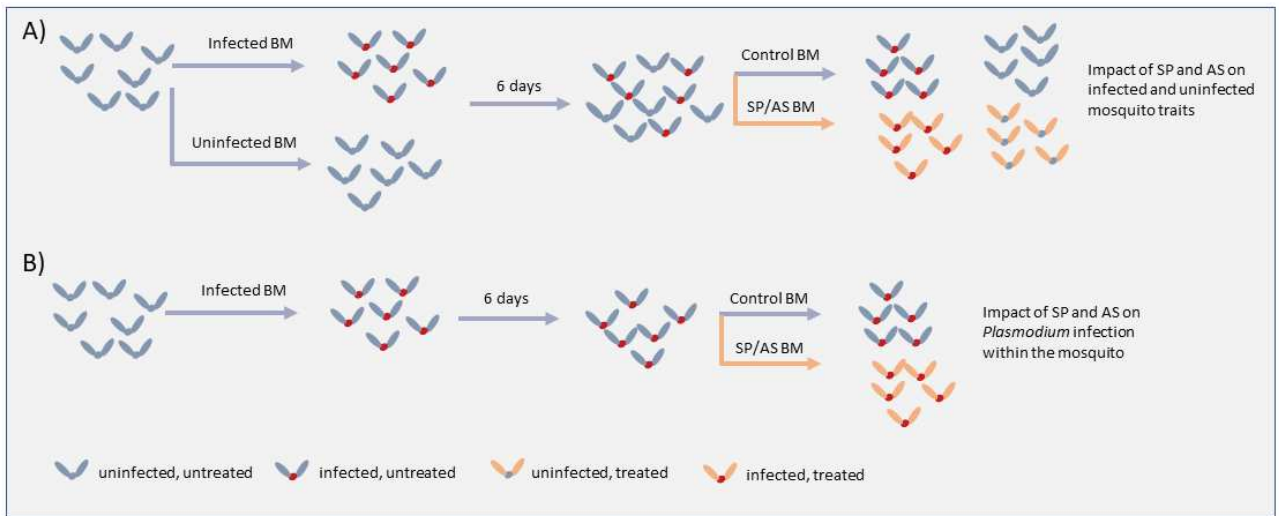 A)
Infected BM
Uninfected BM
6 days
Control BM
SP/AS BM
Impact of SP and AS on
infected and uninfected
mosquito traits
B)
Infected BM
6 days
Control BM
SP/AS BM
Impact of SP and AS on
Plasmodium infection
within the mosquito
uninfected, untreated
infected, untreated
uninfected, treated
infected, treated